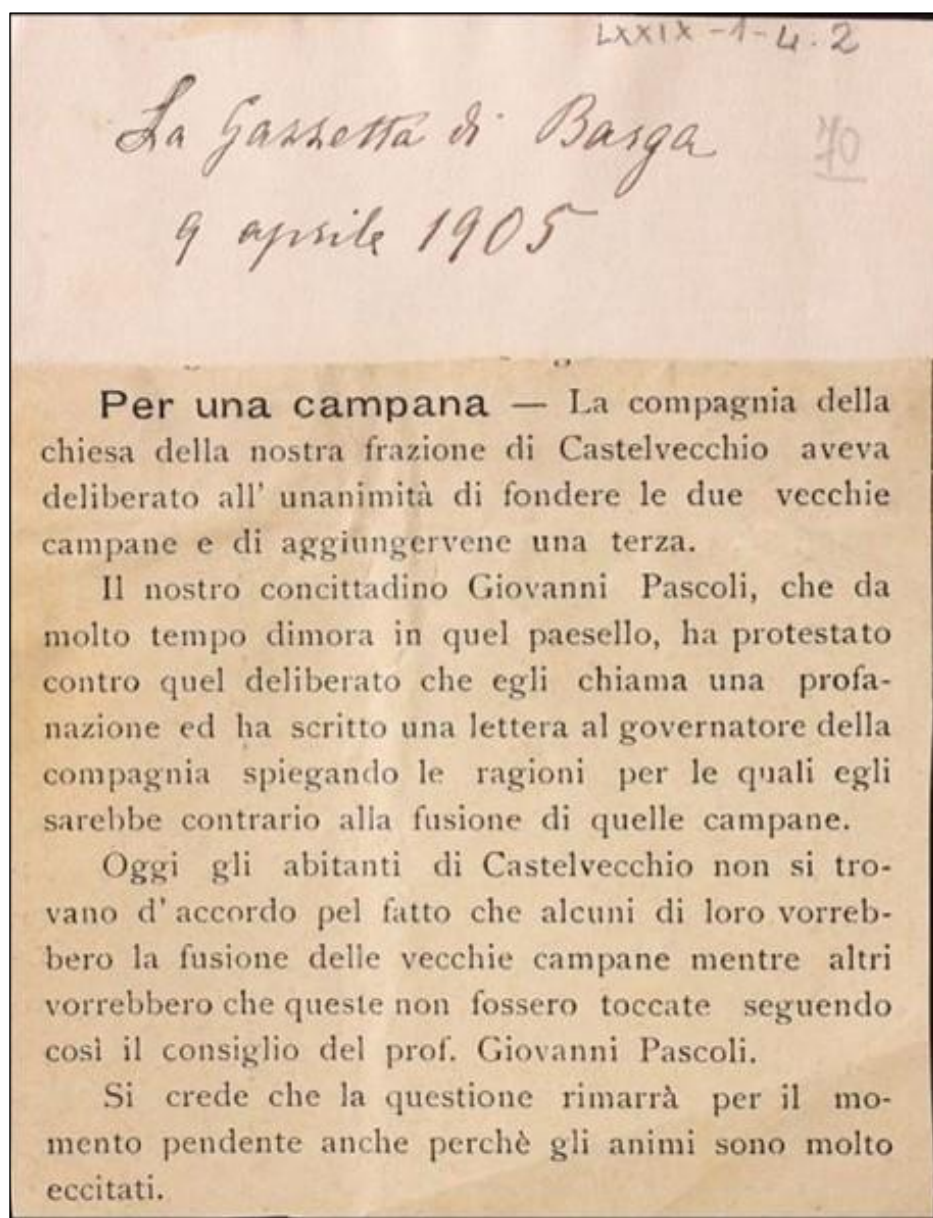 LXXIX-1-4.2
La Gazzetta di Barga
70
9 aprile 1905
Per una campana — La compagnia della
chiesa della nostra frazione di Castelvecchio aveva
deliberato all' unanimità di fondere le due vecchie
campane e di aggiungervene una terza.
Il nostro concittadino Giovanni Pascoli, che da
molto tempo dimora in quel paesello, ha protestato
contro quel deliberato che egli chiama una profa-
nazione ed ha scritto una lettera al governatore della
compagnia spiegando le ragioni per le quali egli
sarebbe contrario alla fusione di quelle campane.
Oggi gli abitanti di Castelvecchio non si tro-
vano d' accordo pel fatto che alcuni di loro vorreb-
bero la fusione delle vecchie campane mentre altri
vorrebbero che queste non fossero toccate seguendo
così il consiglio del prof. Giovanni Pascoli.
Si crede che la questione rimarrà per il mo-
mento pendente anche perchè gli animi sono molto
eccitati.